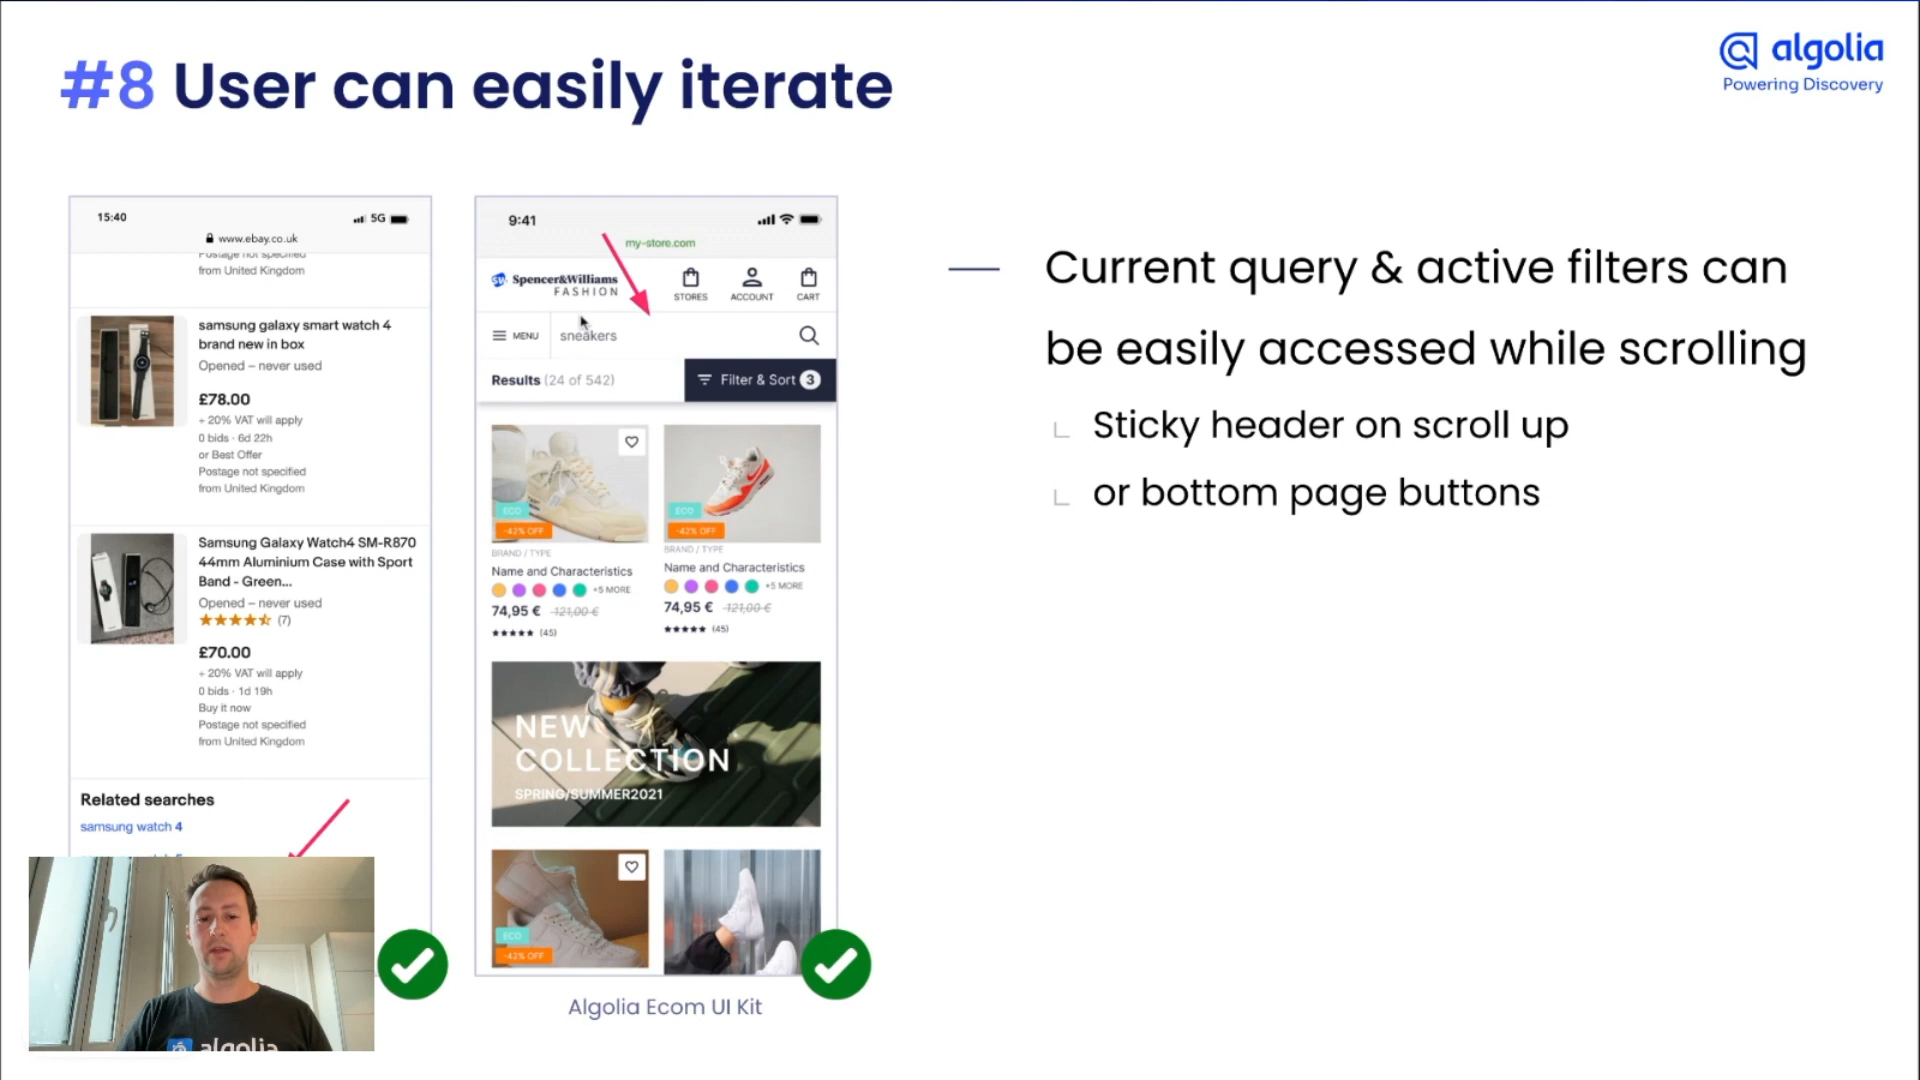 #8 User can easily iterate
algolia
Powering Discovery
15:40
5G
www.ebay.co.uk
Postage not specified
from United Kingdom
samsung galaxy smart watch 4
brand new in box
Opened – never used
£78.00
+ 20% VAT will apply
0 bids · 6d 22h
or Best Offer
Postage not specified
from United Kingdom
Samsung Galaxy Watch4 SM-R870
44mm Aluminium Case with Sport
Band - Green...
Opened – never used
(7)
£70.00
+ 20% VAT will apply
0 bids · 1d 19h
Buy it now
Postage not specified
from United Kingdom
Related searches
samsung watch 4
algolia
9:41
my-store.com
SW Spencer&Williams
FASHION
STORES
ACCOUNT
CART
MENU
sneakers
Results (24 of 542)
Filter & Sort 3
ECO
-42% OFF
BRAND / TYPE
Name and Characteristics
+5 MORE
74,95 € 121,00 €
(45)
ECO
-42% OFF
BRAND / TYPE
Name and Characteristics
+5 MORE
74,95 € 121,00 €
(45)
NEW
COLLECTION
SPRING/SUMMER2021
ECO
-42% OFF
Algolia Ecom UI Kit
Current query & active filters can
be easily accessed while scrolling
Sticky header on scroll up
or bottom page buttons